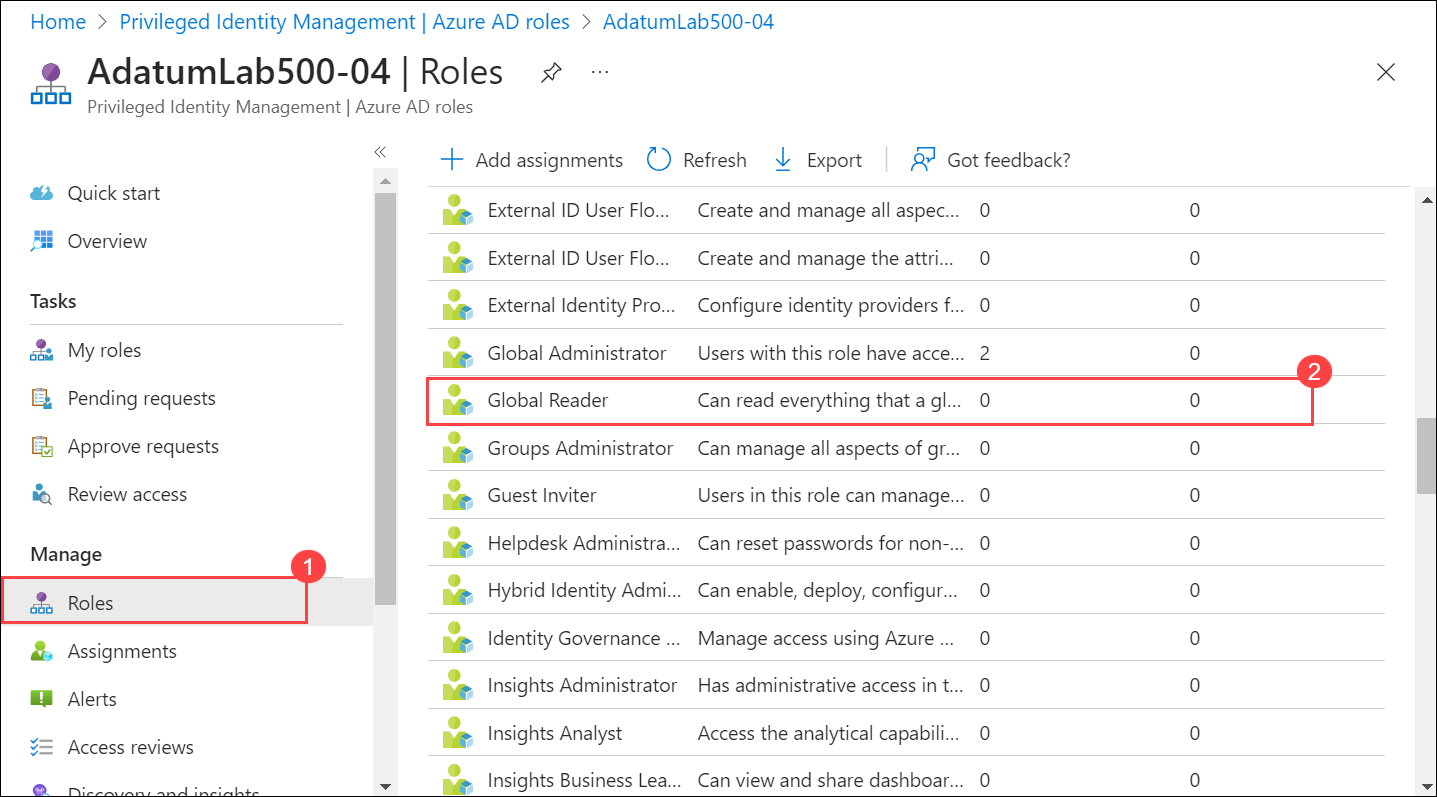 Home > Privileged Identity Management | Azure AD roles > AdatumLab500-04
AdatumLab500-04 | Roles ...
Privileged Identity Management | Azure AD roles
«
Quick start
Overview
Tasks
My roles
Pending requests
Approve requests
Review access
Manage
1
Roles
Assignments
Alerts
Access reviews
Discovery and insights
+ Add assignments Refresh Export | Got feedback?
External ID User Flo... Create and manage all aspec... 0 0
External ID User Flo... Create and manage the attri... 0 0
External Identity Pro... Configure identity providers f... 0 0
Global Administrator Users with this role have acce... 2 0
2
Global Reader Can read everything that a gl... 0 0
Groups Administrator Can manage all aspects of gr... 0 0
Guest Inviter Users in this role can manage... 0 0
Helpdesk Administra... Can reset passwords for non-... 0 0
Hybrid Identity Admi... Can enable, deploy, configur... 0 0
Identity Governance ... Manage access using Azure ... 0 0
Insights Administrator Has administrative access in t... 0 0
Insights Analyst Access the analytical capabili... 0 0
Insights Business Lea... Can view and share dashboar... 0 0